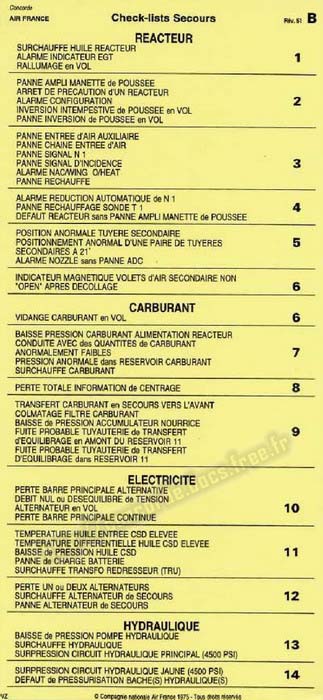 Concorde
AIR FRANCE Check-lists Secours Rév. 51 B
REACTEUR
SURCHAUFFE HUILE REACTEUR
ALARME INDICATEUR EGT 1
RALLUMAGE en VOL
PANNE AMPLI MANETTE de POUSSEE
ARRET DE PRECAUTION d'UN REACTEUR
ALARME CONFIGURATION 2
INVERSION INTEMPESTIVE de POUSSEE en VOL
PANNE INVERSION de POUSSEE en VOL
PANNE ENTREE d'AIR AUXILIAIRE
PANNE CHAINE ENTREE d'AIR
PANNE SIGNAL N 1
PANNE SIGNAL D'INCIDENCE 3
ALARME NAC/WING O/HEAT
PANNE RECHAUFFE
ALARME REDUCTION AUTOMATIQUE de N 1
PANNE RECHAUFFAGE SONDE T 1 4
DEFAUT REACTEUR sans PANNE AMPLI MANETTE de POUSSEE
POSITION ANORMALE TUYERE SECONDAIRE
POSITIONNEMENT ANORMAL D'UNE PAIRE DE TUYERES 5
SECONDAIRES A 21°
ALARME NOZZLE sans PANNE ADC
INDICATEUR MAGNETIQUE VOLETS d'AIR SECONDAIRE NON 6
"OPEN" APRES DECOLLAGE
CARBURANT
VIDANGE CARBURANT en VOL 6
BAISSE PRESSION CARBURANT ALIMENTATION REACTEUR
CONDUITE AVEC des QUANTITES de CARBURANT
ANORMALEMENT FAIBLES 7
PRESSION ANORMALE dans RESERVOIR CARBURANT
SURCHAUFFE CARBURANT
PERTE TOTALE INFORMATION de CENTRAGE 8
TRANSFERT CARBURANT en SECOURS VERS L'AVANT
COLMATAGE FILTRE CARBURANT
BAISSE de PRESSION ACCUMULATEUR NOURRICE
FUITE PROBABLE TUYAUTERIE de TRANSFERT 9
d'EQUILIBRAGE en AMONT DU RESERVOIR 11
FUITE PROBABLE TUYAUTERIE de TRANSFERT
D'EQUILIBRAGE dans RESERVOIR 11
ELECTRICITE
PERTE BARRE PRINCIPALE ALTERNATIVE
DEBIT NUL ou DESEQUILIBRE de TENSION
ALTERNATEUR en VOL 10
PERTE BARRE PRINCIPALE CONTINUE
TEMPERATURE HUILE ENTREE CSD ELEVEE
TEMPERATURE DIFFERENTIELLE HUILE CSD ELEVEE
BAISSE de PRESSION HUILE CSD 11
PANNE de CHARGE BATTERIE
SURCHAUFFE TRANSFO REDRESSEUR (TRU)
PERTE UN ou DEUX ALTERNATEURS
SURCHAUFFE ALTERNATEUR de SECOURS 12
PANNE ALTERNATEUR de SECOURS
HYDRAULIQUE
BAISSE de PRESSION POMPE HYDRAULIQUE
SURCHAUFFE HYDRAULIQUE 13
SURPRESSION CIRCUIT HYDRAULIQUE PRINCIPAL (4500 PSI)
SURPRESSION CIRCUIT HYDRAULIQUE JAUNE (4500 PSI) 14
DEFAUT de PRESSURISATION BACHE(S) HYDRAULIQUE(S)
© Compagnie nationale Air France 1975 - Tous droits réservés